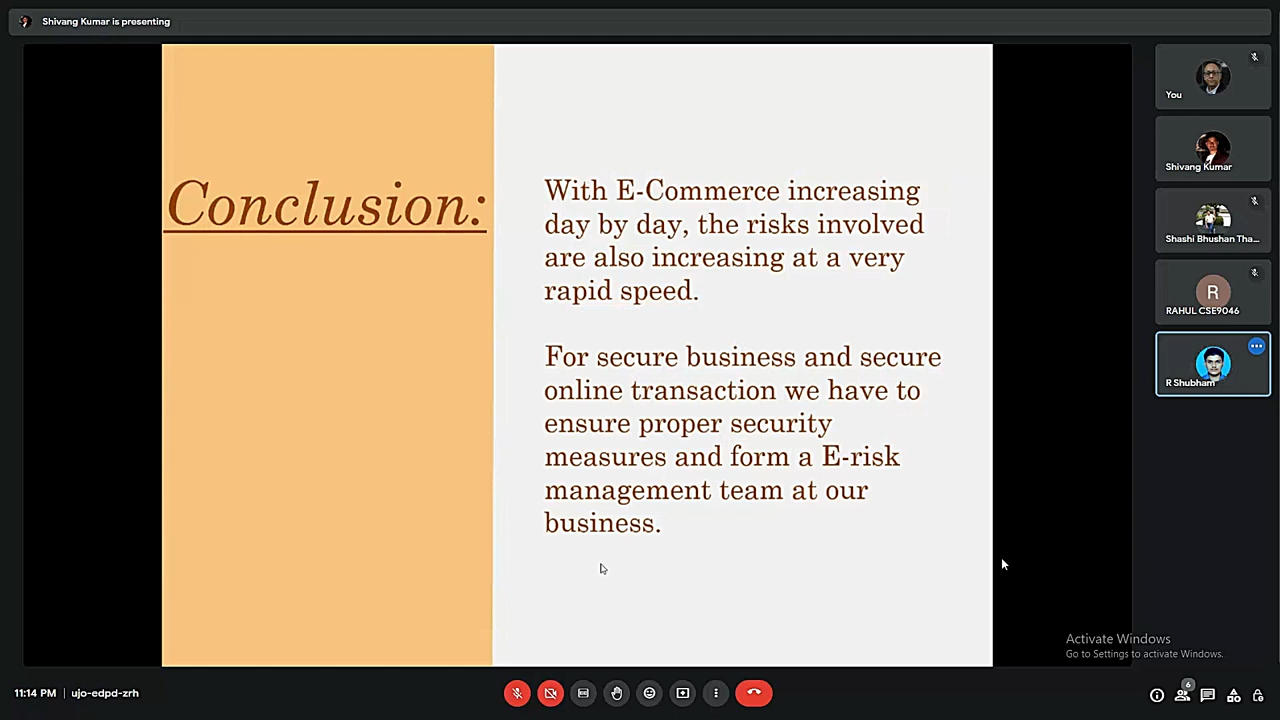 Shivang Kumar is presenting
Conclusion:
With E-Commerce increasing
day by day, the risks involved
are also increasing at a very
rapid speed.
For secure business and secure
online transaction we have to
ensure proper security
measures and form a E-risk
management team at our
business.
You
Shivang Kumar
Shashi Bhushan Tha...
R
RAHUL CSE9046
R Shubham
Activate Windows
Go to Settings to activate Windows.
11:14 PM | ujo-edpd-zrh
6